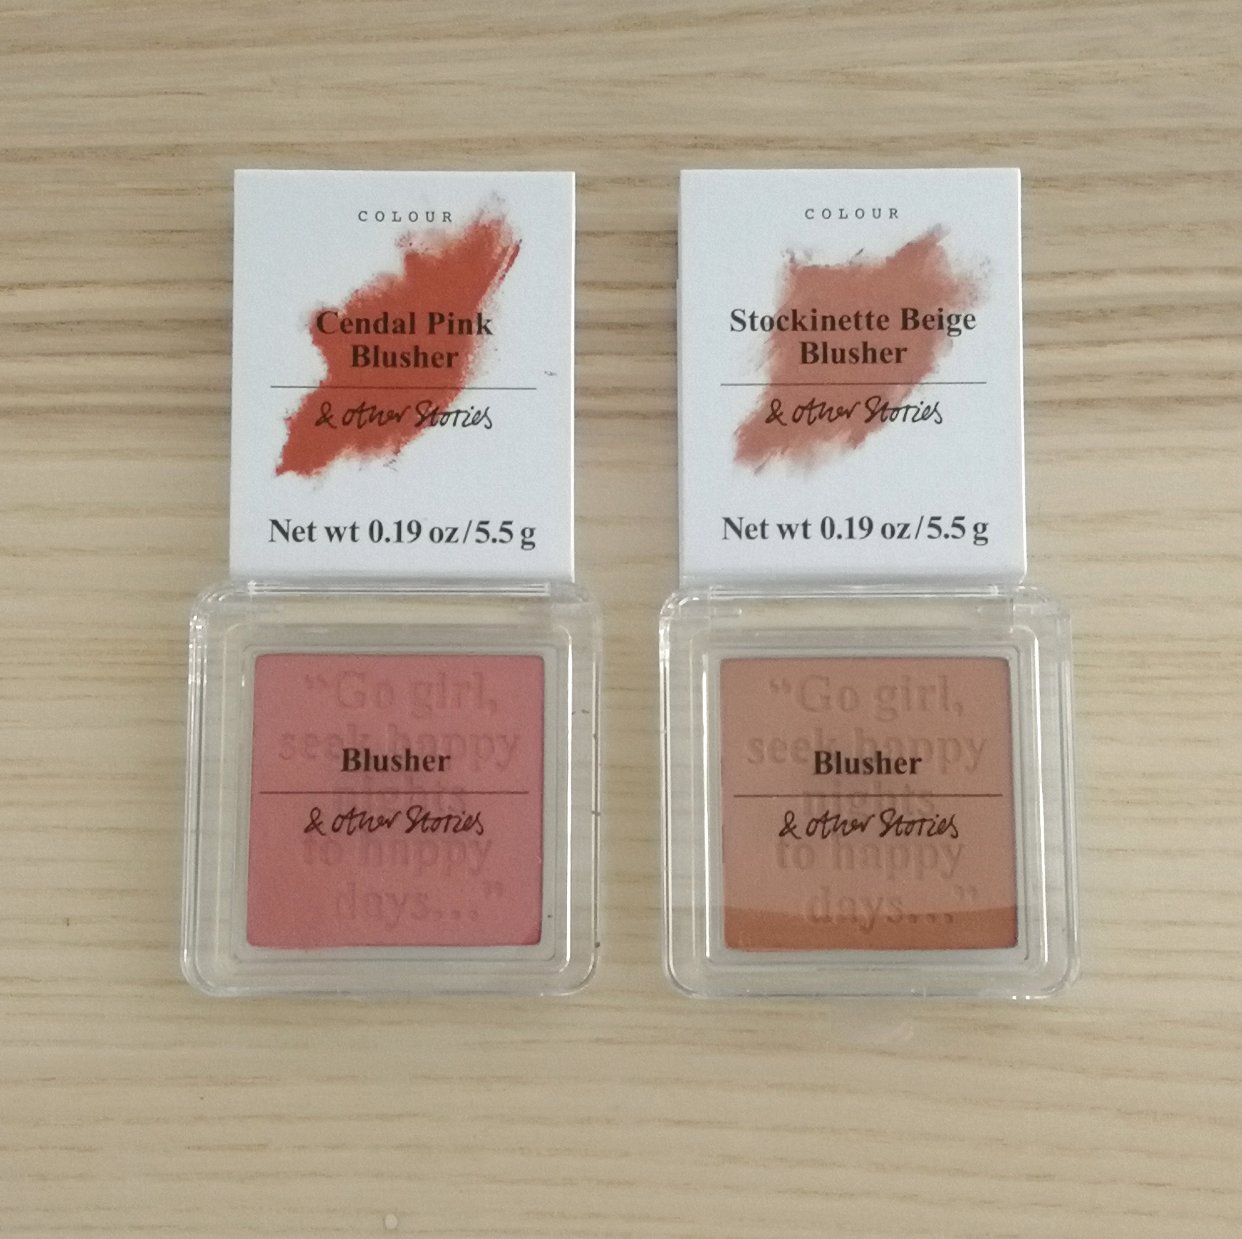 COLOUR
Cendal Pink
Blusher
& other Stories
Net wt 0.19 oz/5.5 g
"Go girl,
seek happy
nights
to happy
days..."
Blusher
& other Stories
COLOUR
Stockinette Beige
Blusher
& other Stories
Net wt 0.19 oz/5.5 g
"Go girl,
seek happy
nights
to happy
days..."
Blusher
& other Stories